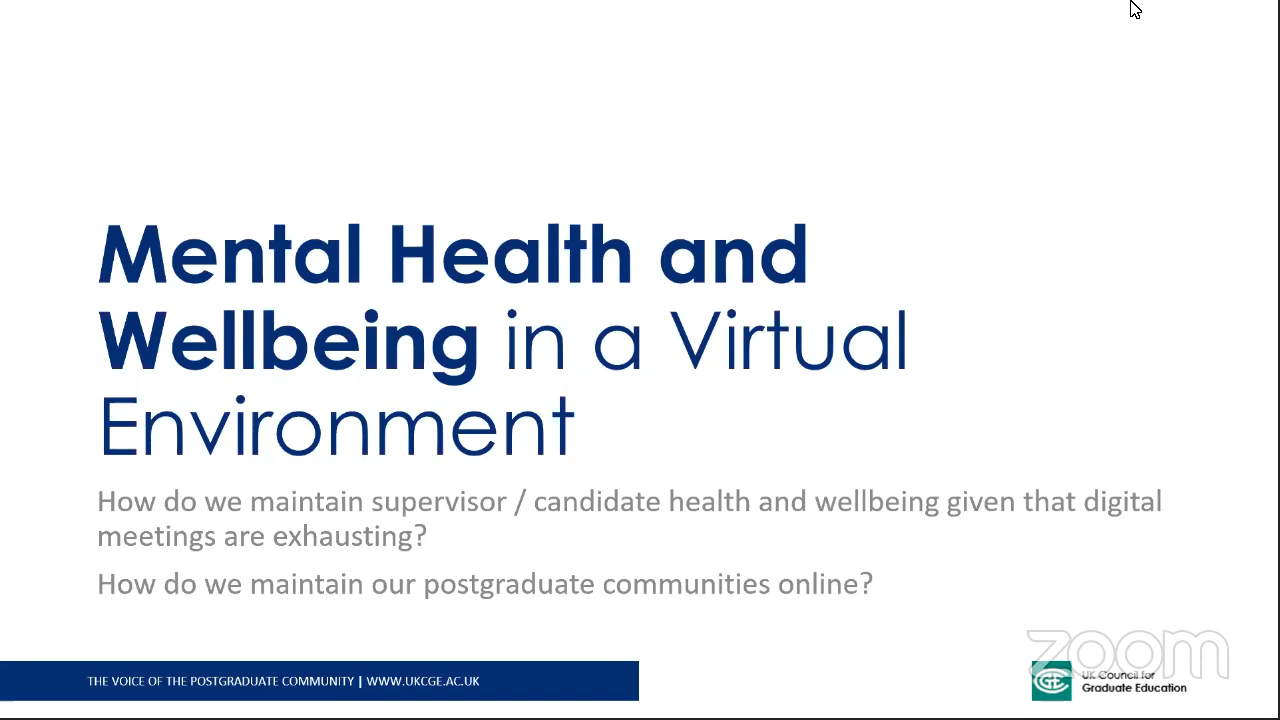 Mental Health and
Wellbeing in a Virtual
Environment
How do we maintain supervisor / candidate health and wellbeing given that digital
meetings are exhausting?
How do we maintain our postgraduate communities online?
zoom
THE VOICE OF THE POSTGRADUATE COMMUNITY | WWW.UKCGE.AC.UK
UK Council for
Graduate Education